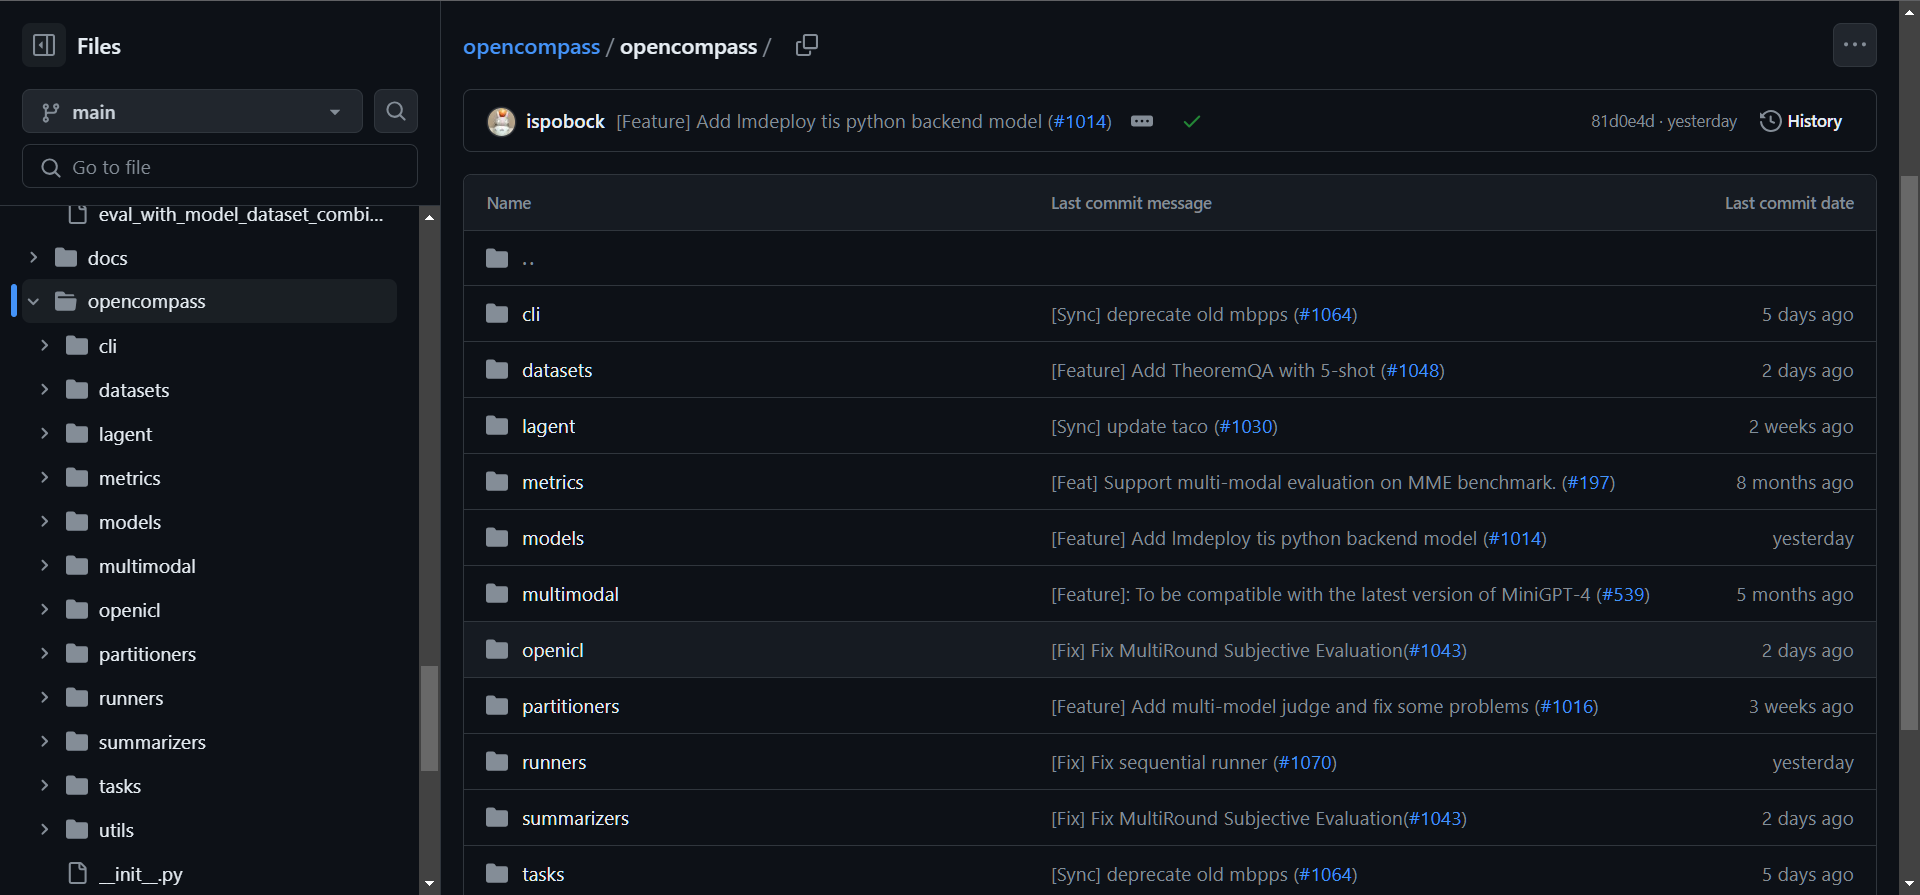 Files
main
Go to file
eval_with_model_dataset_combi...
docs
opencompass
cli
datasets
lagent
metrics
models
multimodal
openicl
partitioners
runners
summarizers
tasks
utils
__init__.py
opencompass / opencompass /
ispobock [Feature] Add lmdeploy tis python backend model (#1014) 81d0e4d · yesterday History
Name Last commit message Last commit date
..
cli [Sync] deprecate old mbpps (#1064) 5 days ago
datasets [Feature] Add TheoremQA with 5-shot (#1048) 2 days ago
lagent [Sync] update taco (#1030) 2 weeks ago
metrics [Feat] Support multi-modal evaluation on MME benchmark. (#197) 8 months ago
models [Feature] Add lmdeploy tis python backend model (#1014) yesterday
multimodal [Feature]: To be compatible with the latest version of MiniGPT-4 (#539) 5 months ago
openicl [Fix] Fix MultiRound Subjective Evaluation(#1043) 2 days ago
partitioners [Feature] Add multi-model judge and fix some problems (#1016) 3 weeks ago
runners [Fix] Fix sequential runner (#1070) yesterday
summarizers [Fix] Fix MultiRound Subjective Evaluation(#1043) 2 days ago
tasks [Sync] deprecate old mbpps (#1064) 5 days ago